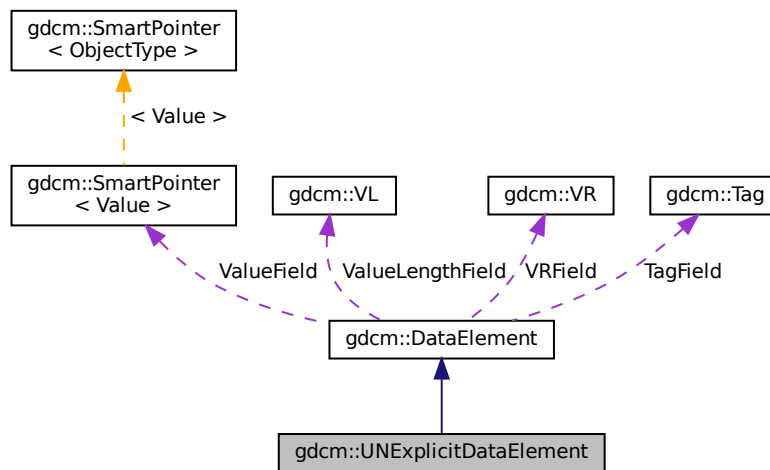 gdcm::SmartPointer
< ObjectType >
< Value >
gdcm::SmartPointer
< Value >
gdcm::VL
gdcm::VR
gdcm::Tag
ValueField
ValueLengthField
VRField
TagField
gdcm::DataElement
gdcm::UNExplicitDataElement